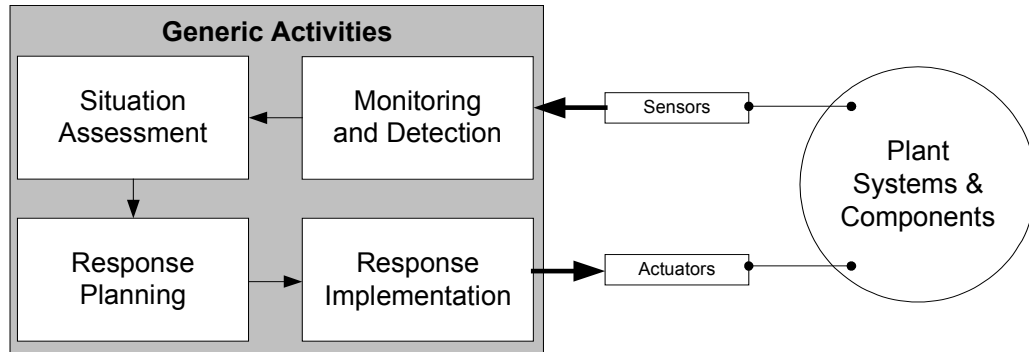 Generic Activities
Situation
Assessment
Monitoring
and Detection
Sensors
Plant
Systems &
Components
Response
Planning
Response
Implementation
Actuators